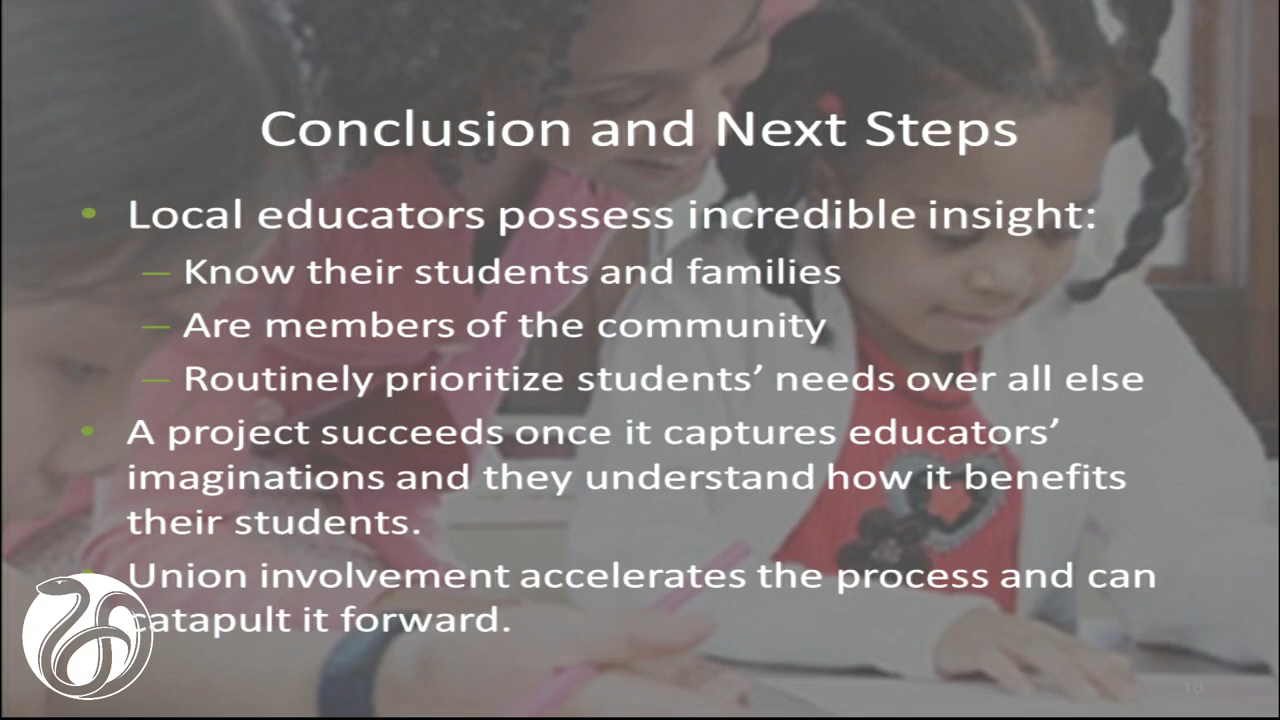 Conclusion and Next Steps
• Local educators possess incredible insight:
– Know their students and families
– Are members of the community
– Routinely prioritize students’ needs over all else
• A project succeeds once it captures educators’
imaginations and they understand how it benefits
their students.
• Union involvement accelerates the process and can
catapult it forward.
18